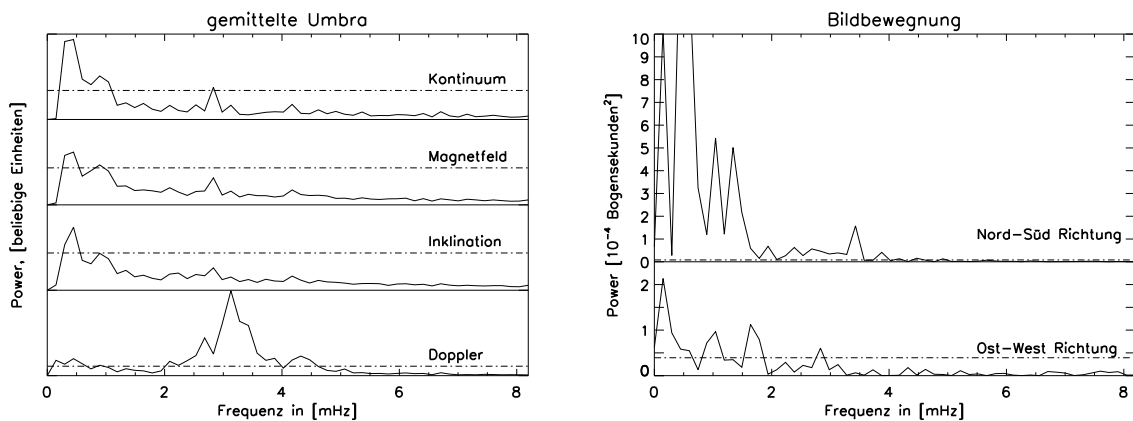 gemittelte Umbra
Power, [beliebige Einheiten]
Kontinuum
Magnetfeld
Inklination
Doppler
0 2 4 6 8
Frequenz in [mHz]
Bildbewegnung
Power [10⁻⁴ Bogensekunden²]
10
9
8
7
6
5
4
3
2
1
0
Nord-Süd Richtung
2
1
0
Ost-West Richtung
0 2 4 6 8
Frequenz in [mHz]